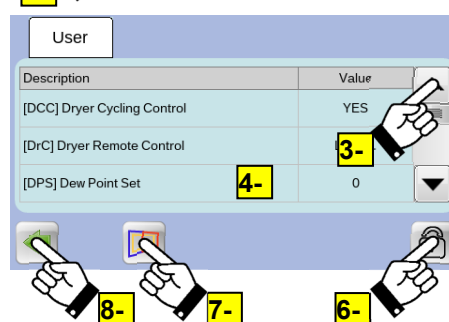 User
Description Value
[DCC] Dryer Cycling Control YES
3-
[DrC] Dryer Remote Control
4-
[DPS] Dew Point Set 0
8- 7- 6-